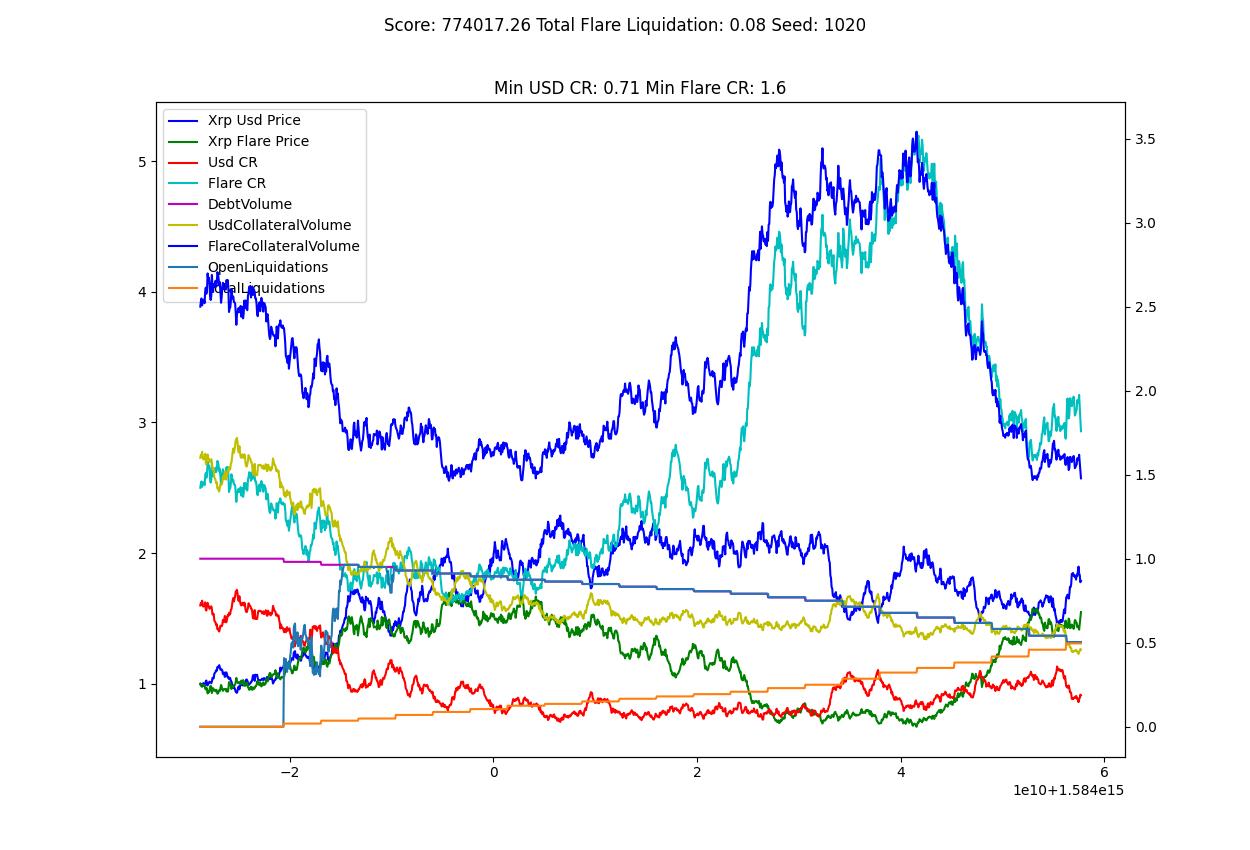 Score: 774017.26 Total Flare Liquidation: 0.08 Seed: 1020
Min USD CR: 0.71 Min Flare CR: 1.6
Xrp Usd Price
Xrp Flare Price
Usd CR
Flare CR
DebtVolume
UsdCollateralVolume
FlareCollateralVolume
OpenLiquidations
TotalLiquidations
5
4
3
2
1
3.5
3.0
2.5
2.0
1.5
1.0
0.5
0.0
−2
0
2
4
6
1e10+1.584e15